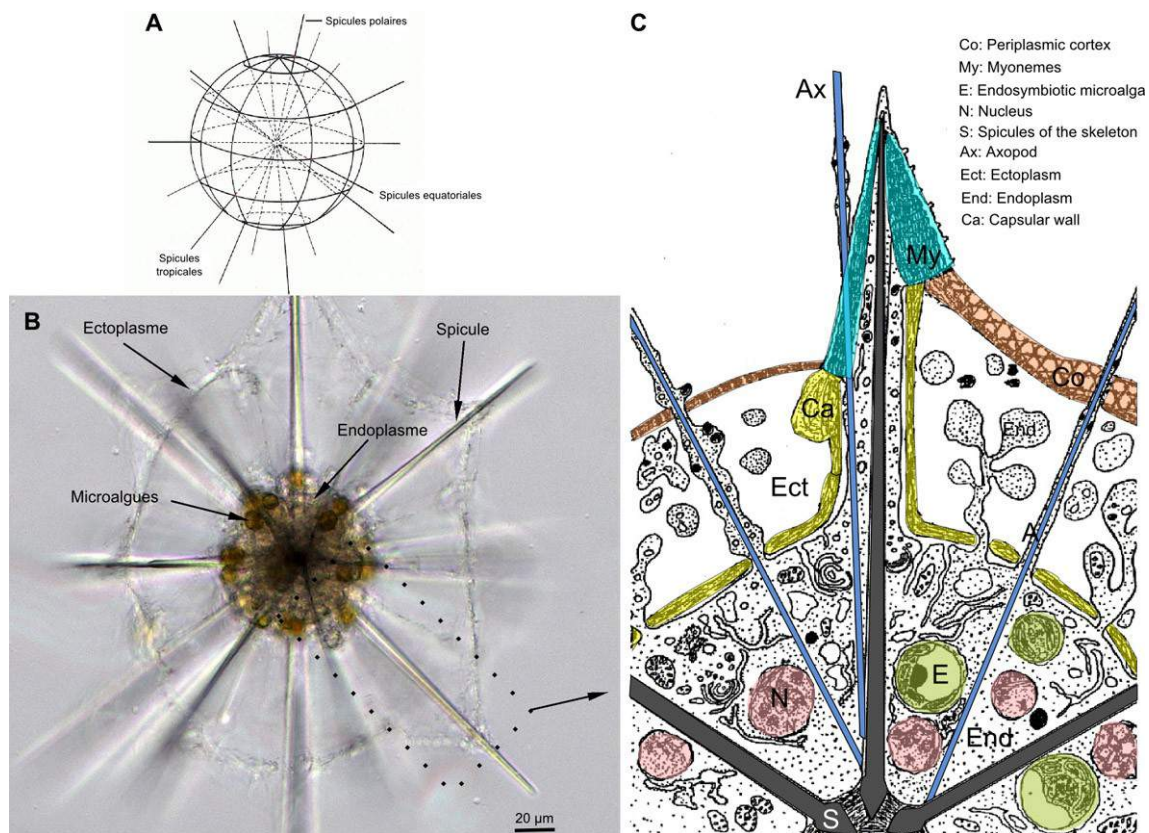 A
Spicules polaires
Spicules equatoriales
Spicules
tropicales
B
Ectoplasme
Spicule
Endoplasme
Microalgues
20 µm
C
Co: Periplasmic cortex
My: Myonemes
E: Endosymbiotic microalga
N: Nucleus
S: Spicules of the skeleton
Ax: Axopod
Ect: Ectoplasm
End: Endoplasm
Ca: Capsular wall
Ax
My
Co
Ca
End
Ect
A
E
N
End
S